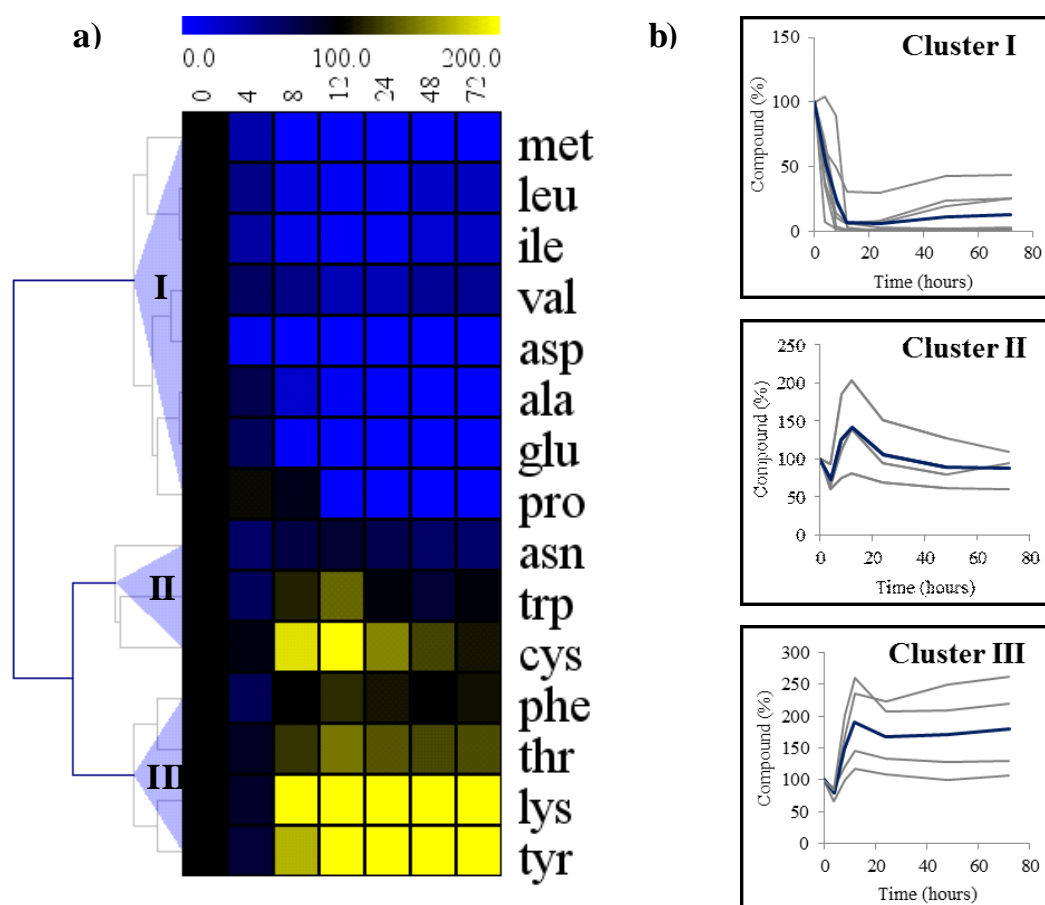 a)
0.0 100.0 200.0
0 4 8 12 24 48 72
met
leu
ile
val
asp
ala
glu
pro
asn
trp
cys
phe
thr
lys
tyr
I
II
III
b)
Cluster I
Compound (%)
150
100
50
0
0 20 40 60 80
Time (hours)
Cluster II
Compound (%)
250
200
150
100
50
0
0 20 40 60 80
Time (hours)
Cluster III
Compound (%)
300
250
200
150
100
50
0
0 20 40 60 80
Time (hours)